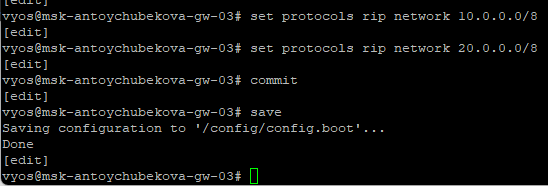 [edit]
vyos@msk-antoychubekova-gw-03# set protocols rip network 10.0.0.0/8
[edit]
vyos@msk-antoychubekova-gw-03# set protocols rip network 20.0.0.0/8
[edit]
vyos@msk-antoychubekova-gw-03# commit
[edit]
vyos@msk-antoychubekova-gw-03# save
Saving configuration to '/config/config.boot'...
Done
[edit]
vyos@msk-antoychubekova-gw-03#